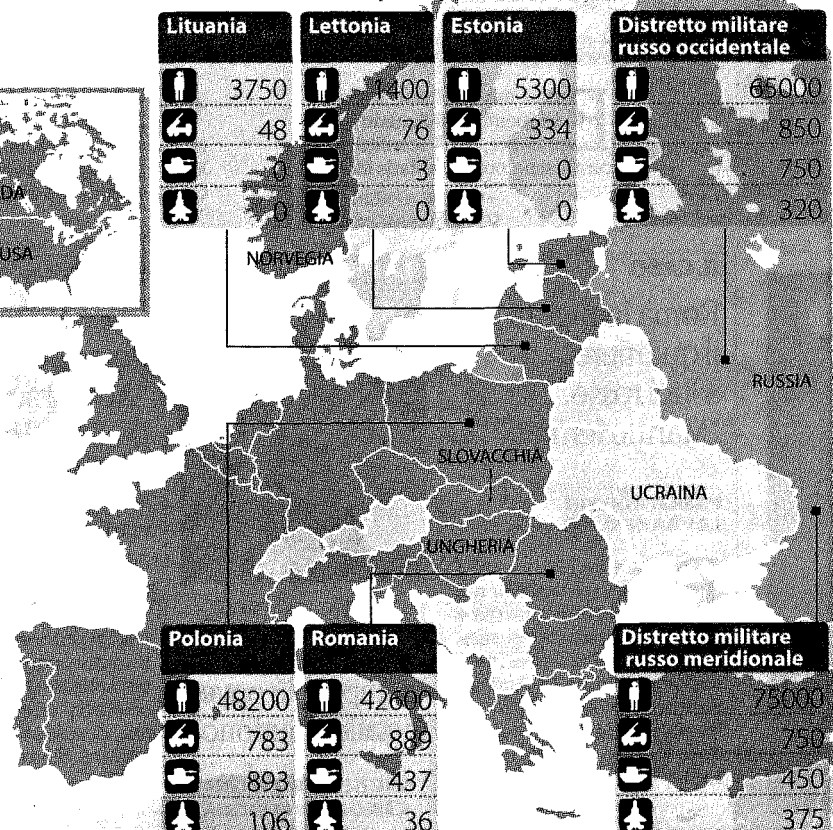 Lituania
3750
48
0
0
Lettonia
1400
76
3
0
Estonia
5300
334
0
0
Distretto militare
russo occidentale
65000
850
750
320
DA
USA
NORVEGIA
RUSSIA
SLOVACCHIA
UCRAINA
UNGHERIA
Polonia
48200
783
893
106
Romania
42600
889
437
36
Distretto militare
russo meridionale
75000
750
450
375